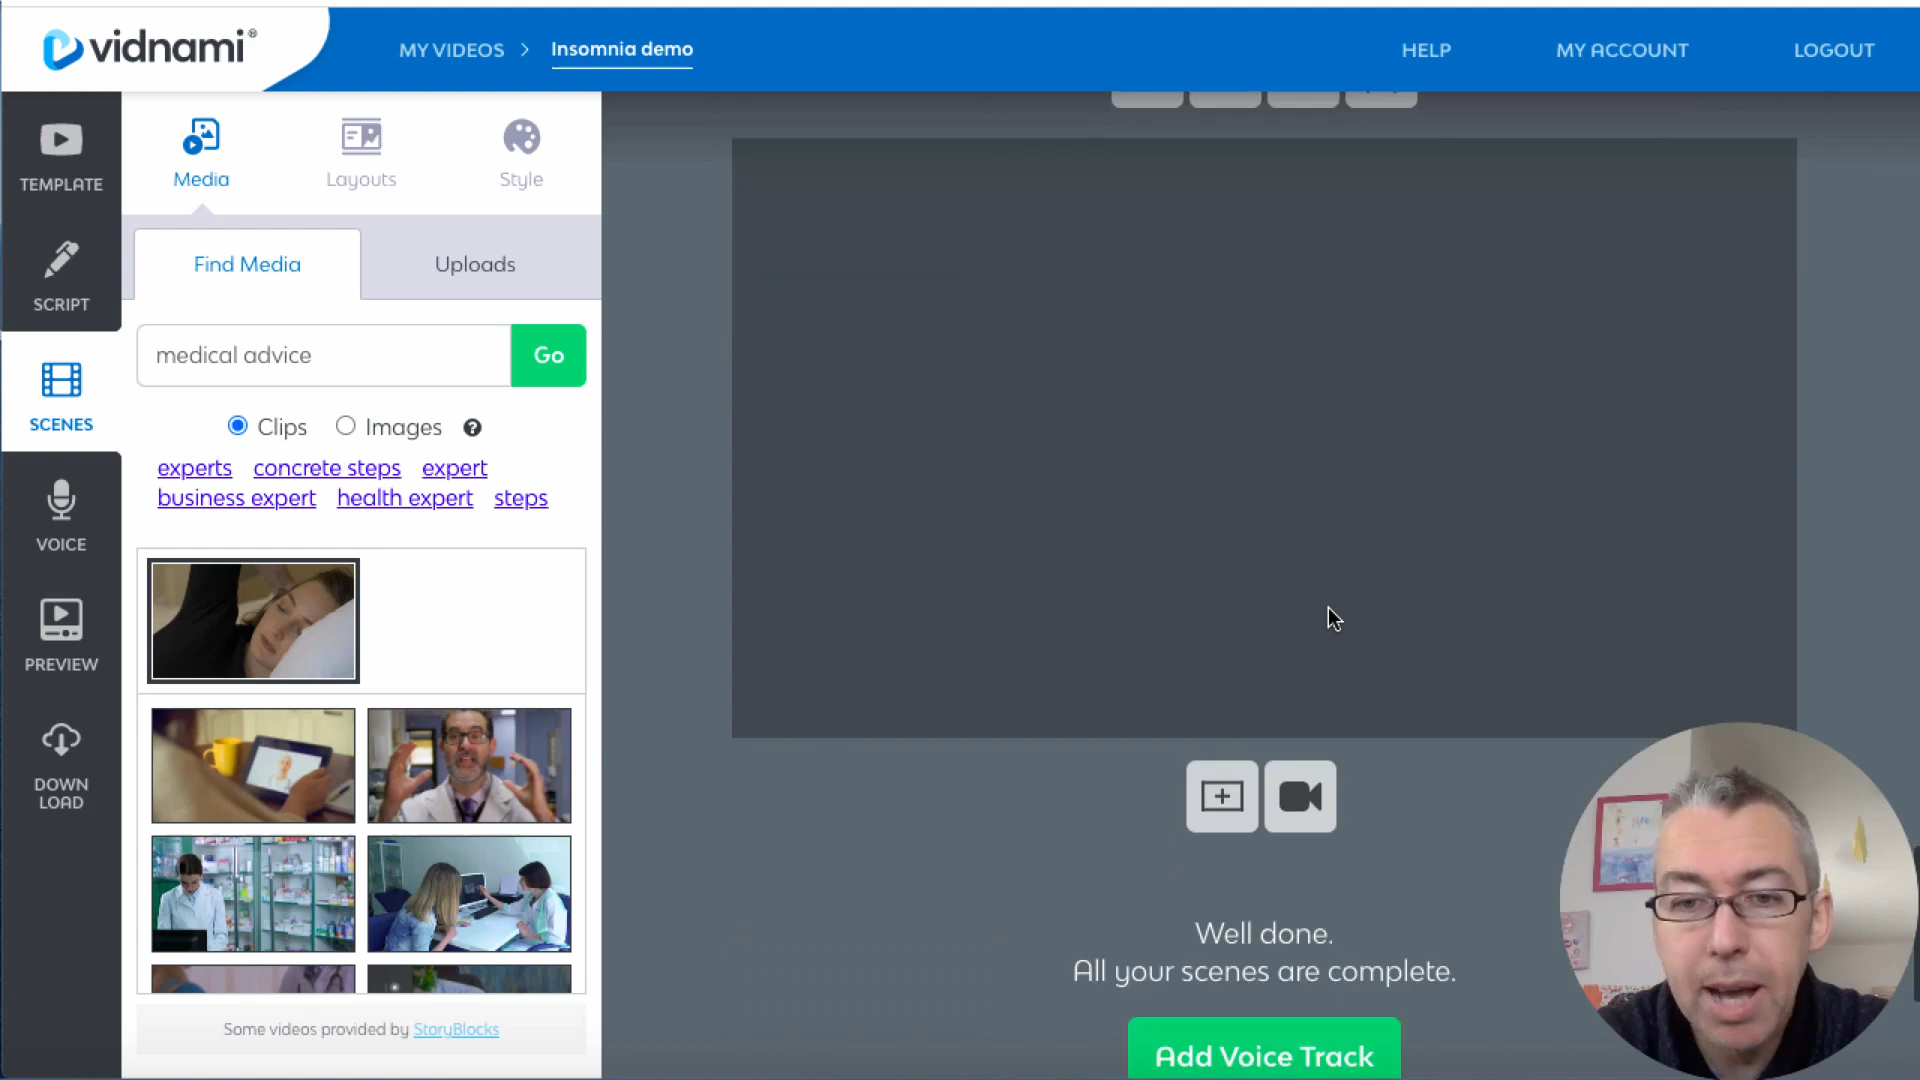 vidnami®
MY VIDEOS > Insomnia demo
HELP
MY ACCOUNT
LOGOUT
TEMPLATE
SCRIPT
SCENES
VOICE
PREVIEW
DOWN
LOAD
Media
Layouts
Style
Find Media
Uploads
medical advice
Go
Clips
Images
?
experts concrete steps expert
business expert health expert steps
Some videos provided by StoryBlocks
Well done.
All your scenes are complete.
Add Voice Track